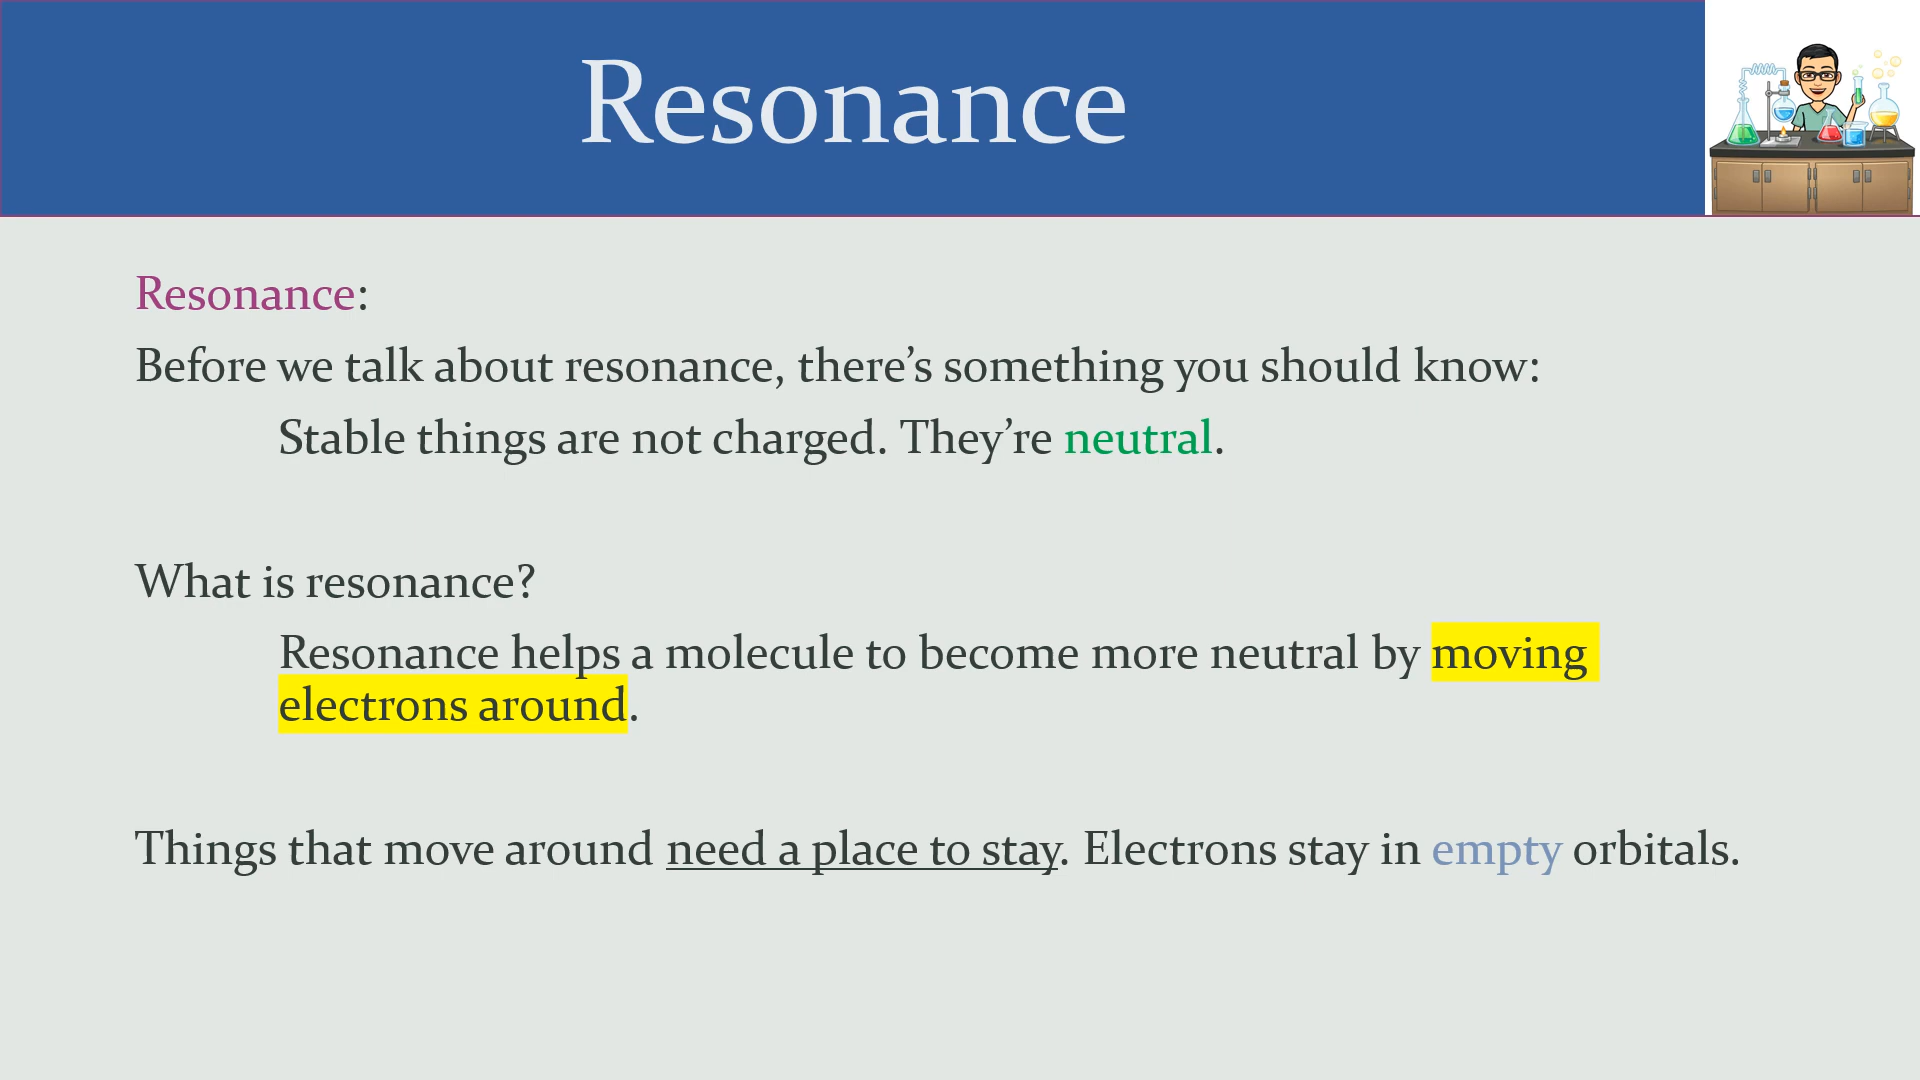 Resonance
Resonance:
Before we talk about resonance, there’s something you should know:
Stable things are not charged. They’re neutral.
What is resonance?
Resonance helps a molecule to become more neutral by moving
electrons around.
Things that move around need a place to stay. Electrons stay in empty orbitals.